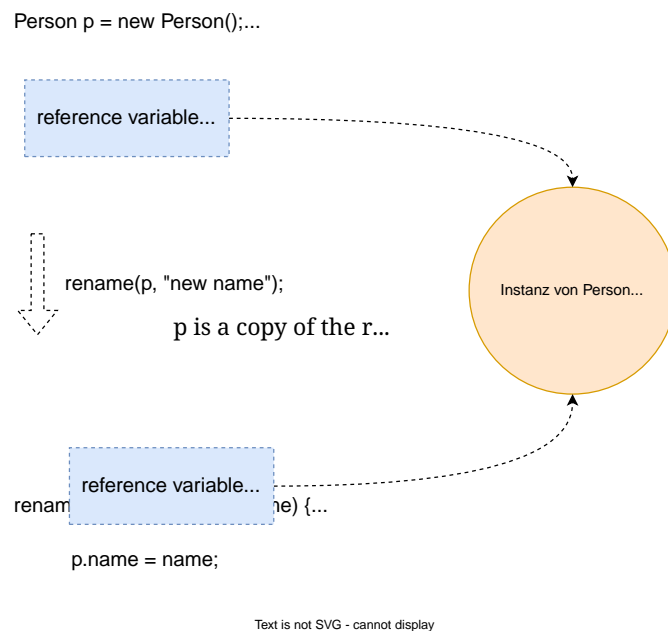 Person p = new Person();...
reference variable...
rename(p, "new name");
Instanz von Person...
p is a copy of the r...
reference variable...
renam
e) {...
p.name = name;
Text is not SVG - cannot display